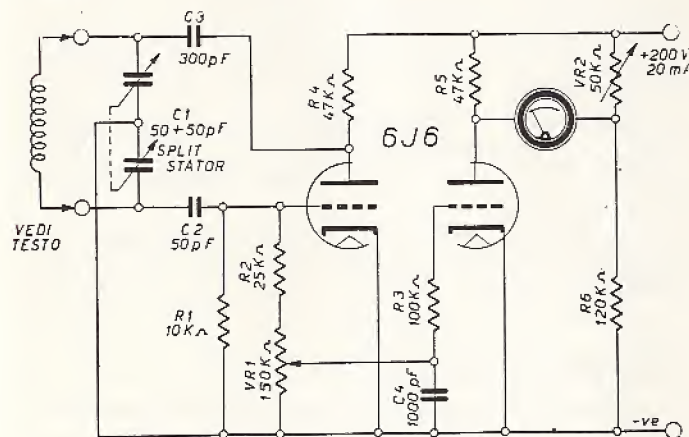 C3
300pF
C1
50+50pF
SPLIT
STATOR
VEDI
TESTO
C2
50pF
R1
10KΩ
R2
25KΩ
VR1
150KΩ
R4
47KΩ
R5
47KΩ
6J6
R3
100KΩ
C4
1000pF
VR2
50KΩ
+200V
20mA
R6
120KΩ
-ve